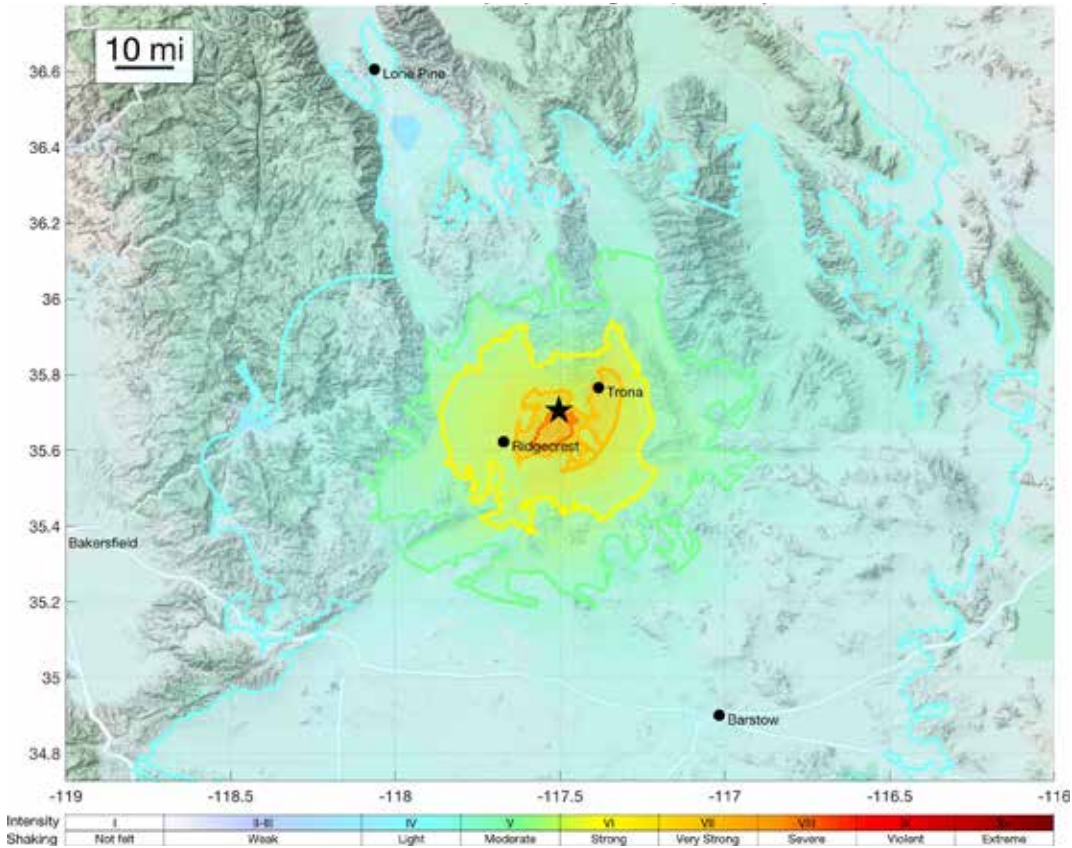 10 mi
Lone Pine
Trona
Ridgecrest
Bakersfield
Barstow
36.6
36.4
36.2
36
35.8
35.6
35.4
35.2
35
34.8
-119 -118.5 -118 -117.5 -117 -116.5 -116
Intensity I II-III IV V VI VII VIII
Shaking Not felt Weak Light Moderate Strong Very Strong Severe Violent Extreme